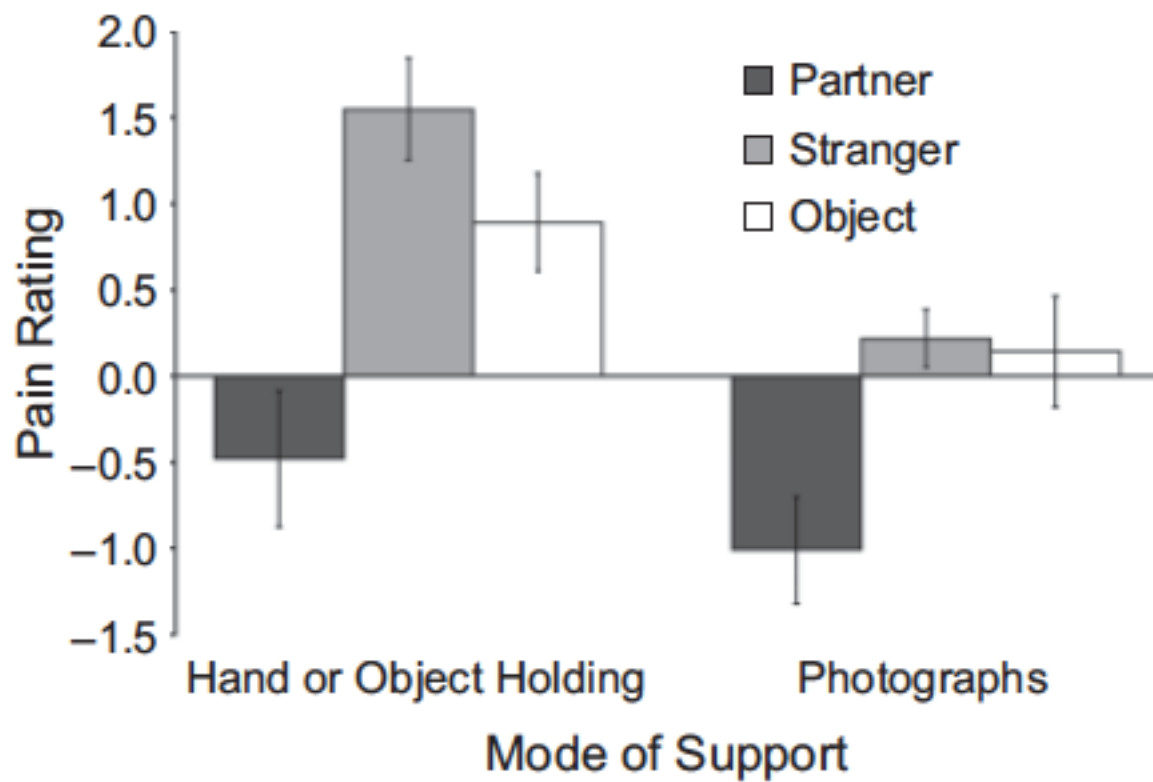 2.0
1.5
1.0
0.5
0.0
–0.5
–1.0
–1.5
Pain Rating
Partner
Stranger
Object
Hand or Object Holding
Photographs
Mode of Support